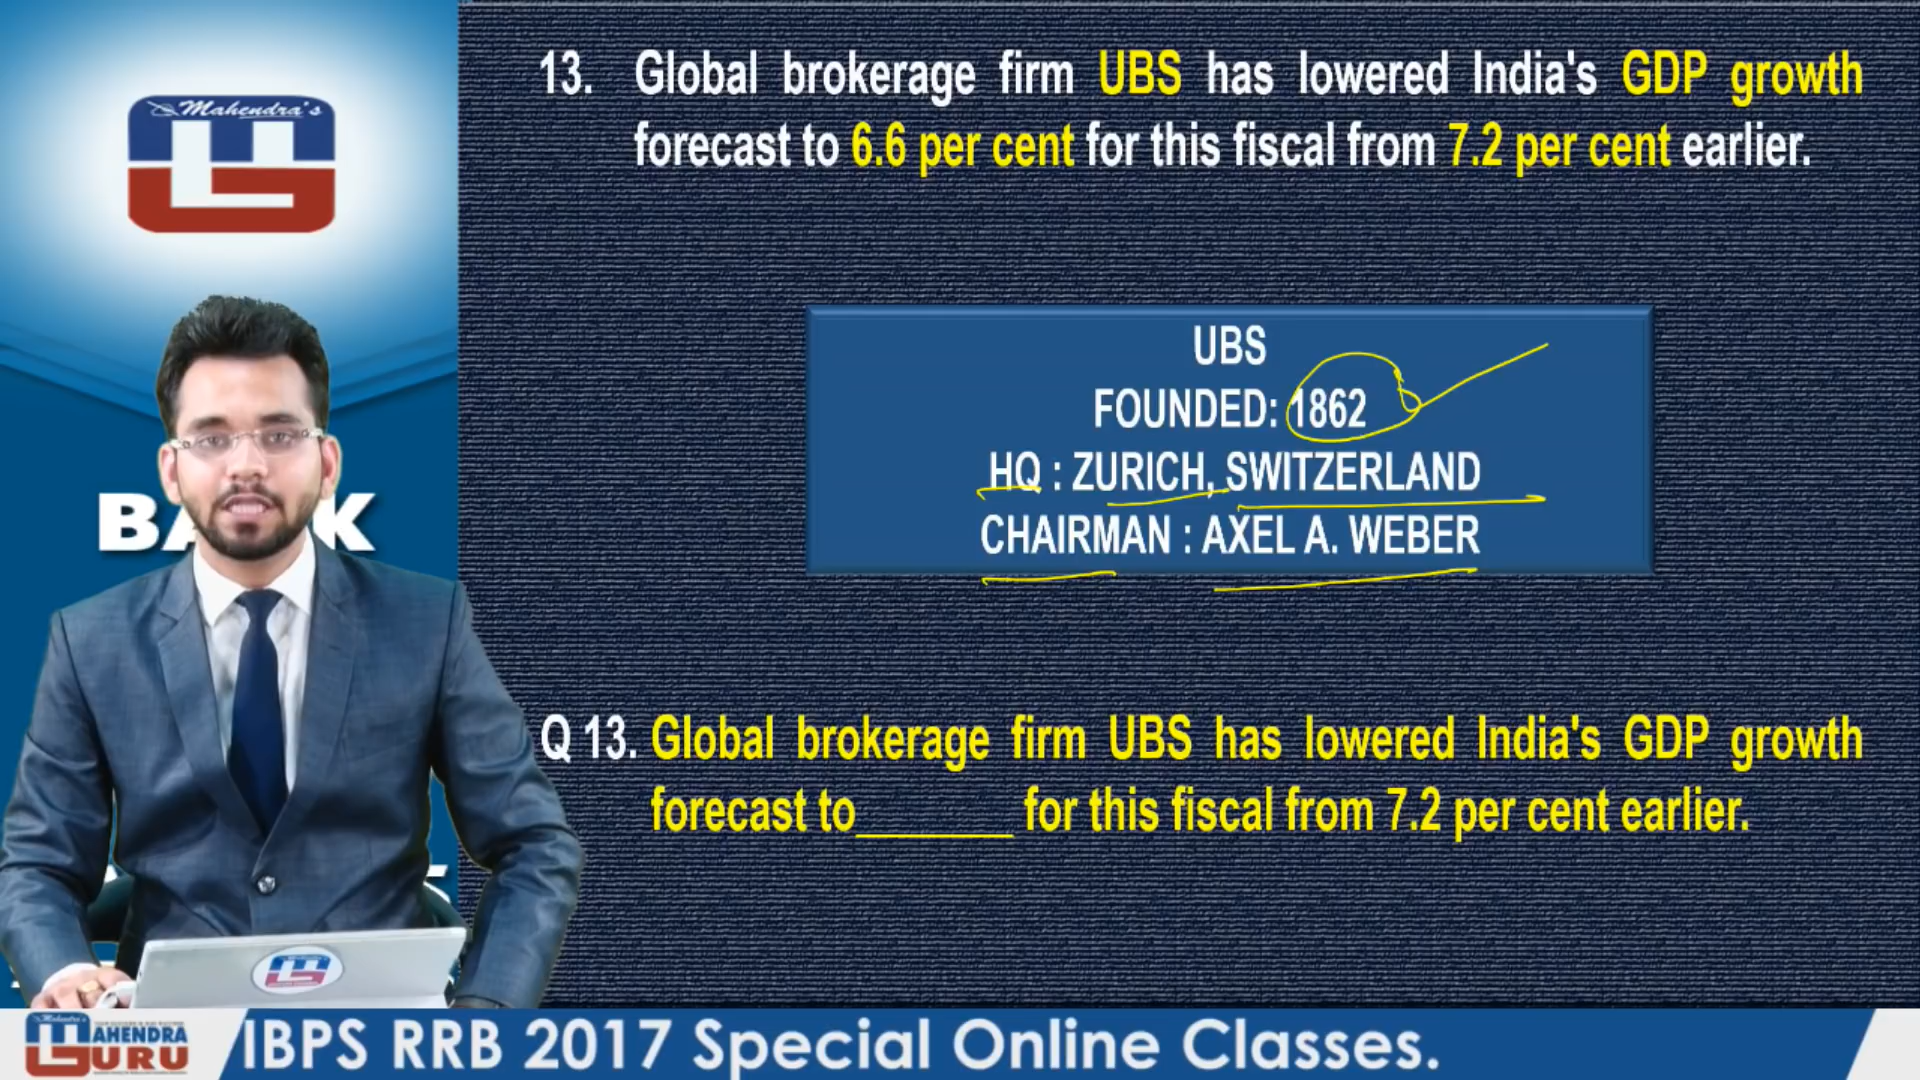 Mahendra's
BA K
13. Global brokerage firm UBS has lowered India's GDP growth
forecast to 6.6 per cent for this fiscal from 7.2 per cent earlier.
UBS
FOUNDED: 1862
HQ : ZURICH, SWITZERLAND
CHAIRMAN : AXEL A. WEBER
Q 13. Global brokerage firm UBS has lowered India's GDP growth
forecast to_______ for this fiscal from 7.2 per cent earlier.
MAHENDRA
GURU
IBPS RRB 2017 Special Online Classes.